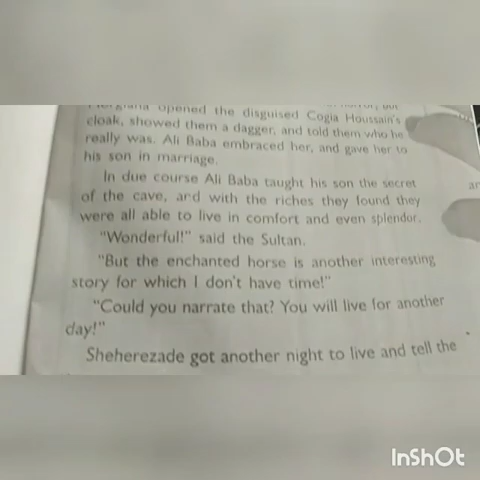 opened the disguised Cogia Houssain's
cloak, showed them a dagger, and told them who he
really was. Ali Baba embraced her, and gave her to
his son in marriage.
In due course Ali Baba taught his son the secret
of the cave, and with the riches they found they
were all able to live in comfort and even splendor.
"Wonderful!" said the Sultan.
"But the enchanted horse is another interesting
story for which I don't have time!"
"Could you narrate that? You will live for another
day!"
Sheherezade got another night to live and tell the
InShOt